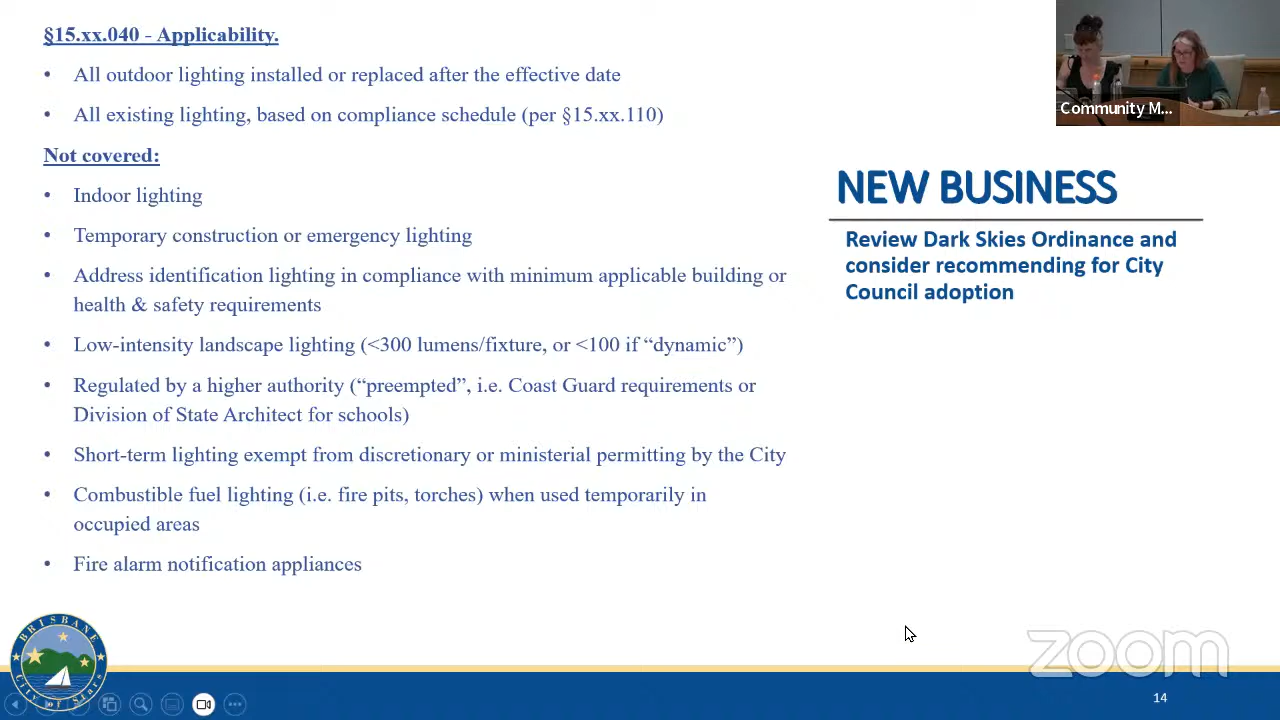 §15.xx.040 - Applicability.
• All outdoor lighting installed or replaced after the effective date
• All existing lighting, based on compliance schedule (per §15.xx.110)
Not covered:
• Indoor lighting
• Temporary construction or emergency lighting
• Address identification lighting in compliance with minimum applicable building or
health & safety requirements
• Low-intensity landscape lighting (<300 lumens/fixture, or <100 if “dynamic”)
• Regulated by a higher authority (“preempted”, i.e. Coast Guard requirements or
Division of State Architect for schools)
• Short-term lighting exempt from discretionary or ministerial permitting by the City
• Combustible fuel lighting (i.e. fire pits, torches) when used temporarily in
occupied areas
• Fire alarm notification appliances
Community M...
NEW BUSINESS
Review Dark Skies Ordinance and
consider recommending for City
Council adoption
BRISBANE
City of Stars
zoom
14